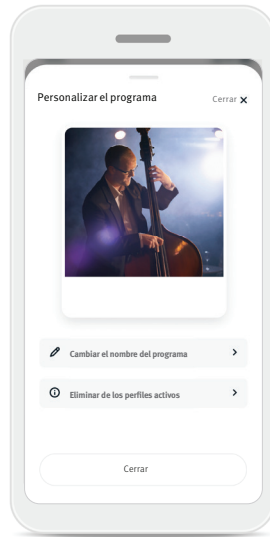 Personalizar el programa
Cerrar
Cambiar el nombre del programa
Eliminar de los perfiles activos
Cerrar